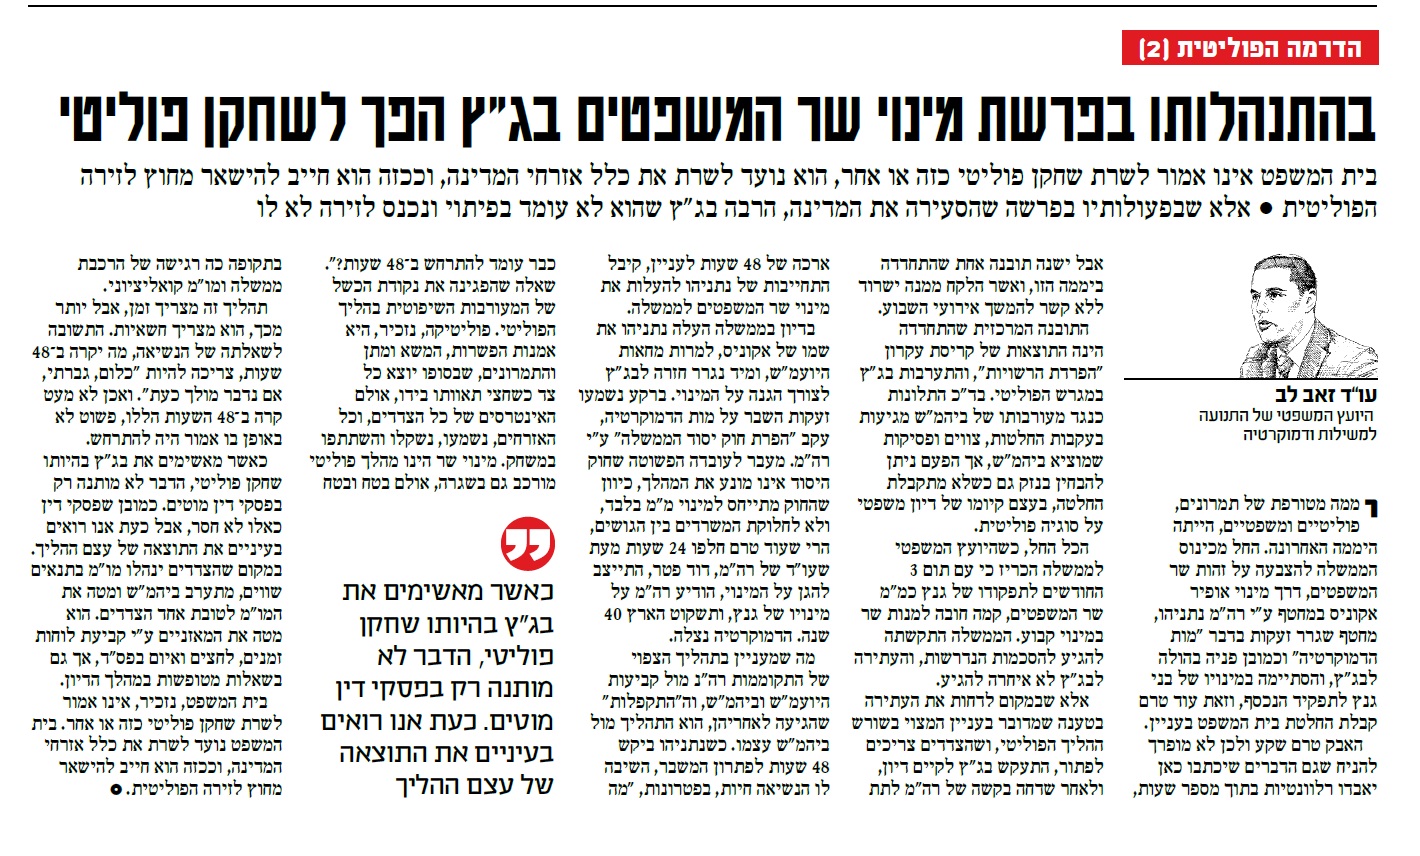 הדרמה הפוליטית (2)
בהתנהלותו בפרשת מינוי שר המשפטים בג״ץ הפך לשחקן פוליטי
בית המשפט אינו אמור לשרת שחקן פוליטי כזה או אחר, הוא נועד לשרת את כלל אזרחי המדינה, וככזה הוא חייב להישאר מחוץ לזירה
הפוליטית • אלא שבפעולותיו בפרשה שהסעירה את המדינה, הרבה בג״ץ שהוא לא עומד בפיתוי ונכנס לזירה לא לו
עו״ד זאב לב
היועץ המשפטי של התנועה
למשילות ודמוקרטיה
רממה מטורפת של תמרונים,
פוליטיים ומשפטיים, הייתה
היממה האחרונה. החל מכינוס
הממשלה להצבעה על זהות שר
המשפטים, דרך מינוי אופיר
אקוניס במחטף ע״י רה״מ נתניהו,
מחטף שגרר זעקות בדבר ״מות
הדמוקרטיה״ וכמובן פניה בהולה
לבג״ץ, והסתיימה במינויו של בני
גנץ לתפקיד הנכסף, וזאת עוד טרם
קבלת החלטת בית המשפט בעניין.
האבק טרם שקע ולכן לא מופרך
להניח שגם הדברים שיכתבו כאן
יאבדו רלוונטיות בתוך מספר שעות,
אבל ישנה תובנה אחת שהתחדדה
ביממה הזו, ואשר הלקח ממנה ישרוד
ללא קשר להמשך אירועי השבוע.
התובנה המרכזית שהתחדדה
הינה התוצאות של קריסת עקרון
״הפרדת הרשויות״, והתערבות בג״ץ
במגרש הפוליטי. בד״כ התלונות
כנגד מעורבותו של ביהמ״ש מגיעות
בעקבות החלטות, צווים ופסיקות
שמוציא ביהמ״ש, אך הפעם ניתן
להבחין בנזק גם כשלא מתקבלת
החלטה, בעצם קיומו של דיון משפטי
על סוגיה פוליטית.
הכל החל, כשהיועץ המשפטי
לממשלה הכריז כי עם תום 3
החודשים לתפקודו של גנץ כמ״מ
שר המשפטים, קמה חובה למנות שר
במינוי קבוע. הממשלה התקשתה
להגיע להסכמות הנדרשות, והעתירה
לבג״ץ לא איחרה להגיע.
אלא שבמקום לדחות את העתירה
בטענה שמדובר בעניין המצוי בשורש
ההליך הפוליטי, ושהצדדים צריכים
לפתור, התעקש בג״ץ לקיים דיון,
ולאחר שדחה בקשה של רה״מ לתת
ארכה של 48 שעות לעניין, קיבל
התחייבות של נתניהו להעלות את
מינוי שר המשפטים לממשלה.
בדיון בממשלה העלה נתניהו את
שמו של אקוניס, למרות מחאות
היועמ״ש, ומיד נגרר חזרה לבג״ץ
לצורך הגנה על המינוי. ברקע נשמעו
זעקות השבר על מות הדמוקרטיה,
עקב ״הפרת חוק יסוד הממשלה״ ע״י
רה״מ. מעבר לעובדה הפשוטה שחוק
היסוד אינו מונע את המהלך, כיוון
שהחוק מתייחס למינוי מ״מ בלבד,
ולא לחלוקת המשרדים בין הגושים,
הרי שעוד טרם חלפו 24 שעות מעת
שעו״ד של רה״מ, דוד פטר, התייצב
להגן על המינוי, הודיע רה״מ על
מינויו של גנץ, ותשקוט הארץ 40
שנה. הדמוקרטיה נצלה.
מה שמעניין בתהליך הצפוי
של התקוממות רה״נ מול קביעות
היועמ״ש וביהמ״ש, וה״התקפלות״
שהגיעה לאחריהן, הוא התהליך מול
ביהמ״ש עצמו. כשנתניהו ביקש
48 שעות לפתרון המשבר, השיבה
לו הנשיאה חיות, בפטרונות, ״מה
כבר עומד להתרחש ב־48 שעות?״.
שאלה שהפגינה את נקודת הכשל
של המעורבות השיפוטית בהליך
הפוליטי. פוליטיקה, נזכיר, היא
אמנות הפשרות, המשא ומתן
והתמרונים, שבסופו יוצא כל
צד כשחצי תאוותו בידו, אולם
האינטרסים של כל הצדדים, וכל
האזרחים, נשמעו, נשקלו והשתתפו
במשחק. מינוי שר הינו מהלך פוליטי
מורכב גם בשגרה, אולם בטח ובטח
כאשר מאשימים את
בג״ץ בהיותו שחקן
פוליטי, הדבר לא
מותנה רק בפסקי דין
מוטים. כעת אנו רואים
בעיניים את התוצאה
של עצם ההליך
בתקופה כה רגישה של הרכבת
ממשלה ומו״מ קואליציוני.
תהליך זה מצריך זמן, אבל יותר
מכך, הוא מצריך חשאיות. התשובה
לשאלתה של הנשיאה, מה יקרה ב־48
שעות, צריכה להיות ״כלום, גברתי,
אם נדבר מולך כעת״. ואכן לא מעט
קרה ב־48 השעות הללו, פשוט לא
באופן בו אמור היה להתרחש.
כאשר מאשימים את בג״ץ בהיותו
שחקן פוליטי, הדבר לא מותנה רק
בפסקי דין מוטים. כמובן שפסקי דין
כאלו לא חסר, אבל כעת אנו רואים
בעיניים את התוצאה של עצם ההליך.
במקום שהצדדים ינהלו מו״מ בתנאים
שווים, מתערב ביהמ״ש ומטה את
המו״מ לטובת אחד הצדדים. הוא
מטה את המאזניים ע״י קביעת לוחות
זמנים, לחצים ואיום בפס״ד, אך גם
בשאלות מטופשות במהלך הדיון.
בית המשפט, נזכיר, אינו אמור
לשרת שחקן פוליטי כזה או אחר. בית
המשפט נועד לשרת את כלל אזרחי
המדינה, וככזה הוא חייב להישאר
מחוץ לזירה הפוליטית.